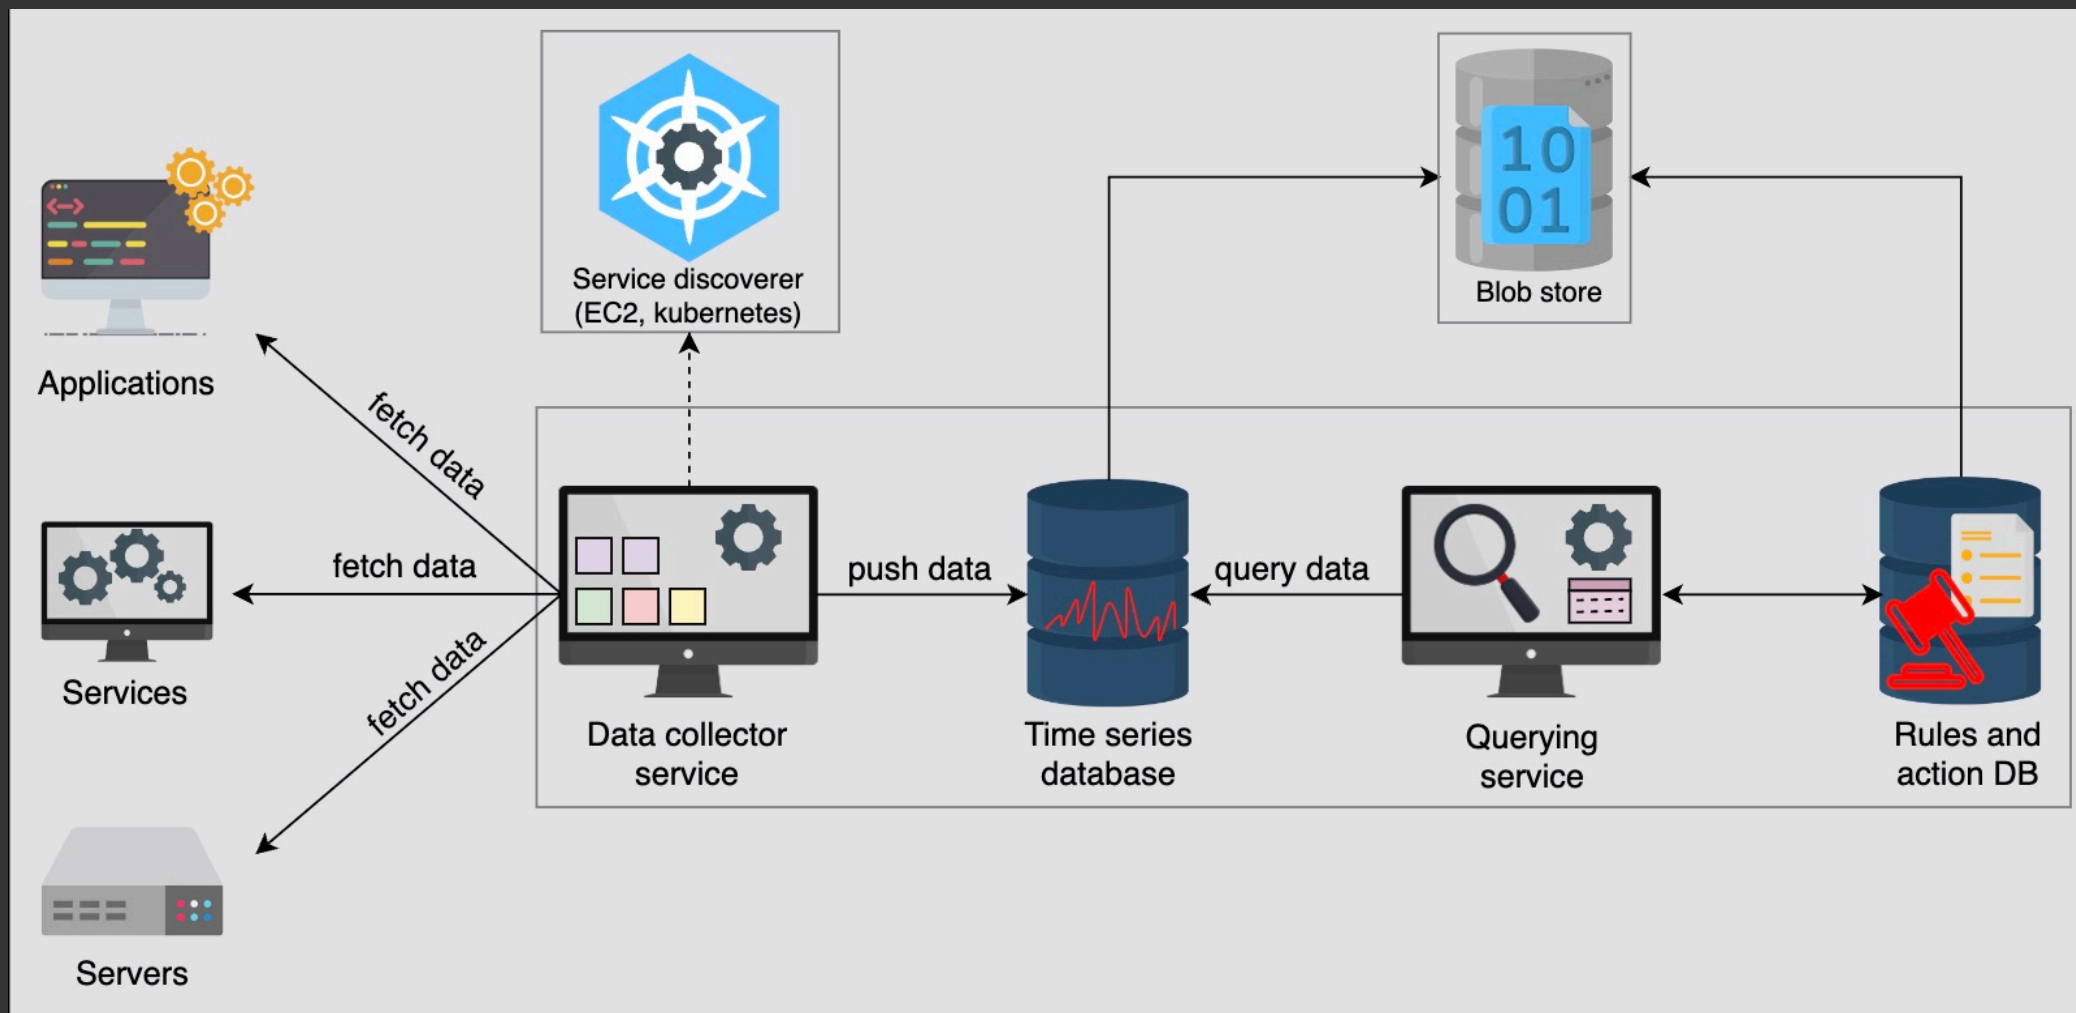 Service discoverer
(EC2, kubernetes)
10
01
Blob store
Applications
fetch data
fetch data
fetch data
push data
query data
Services
Servers
Data collector
service
Time series
database
Querying
service
Rules and
action DB